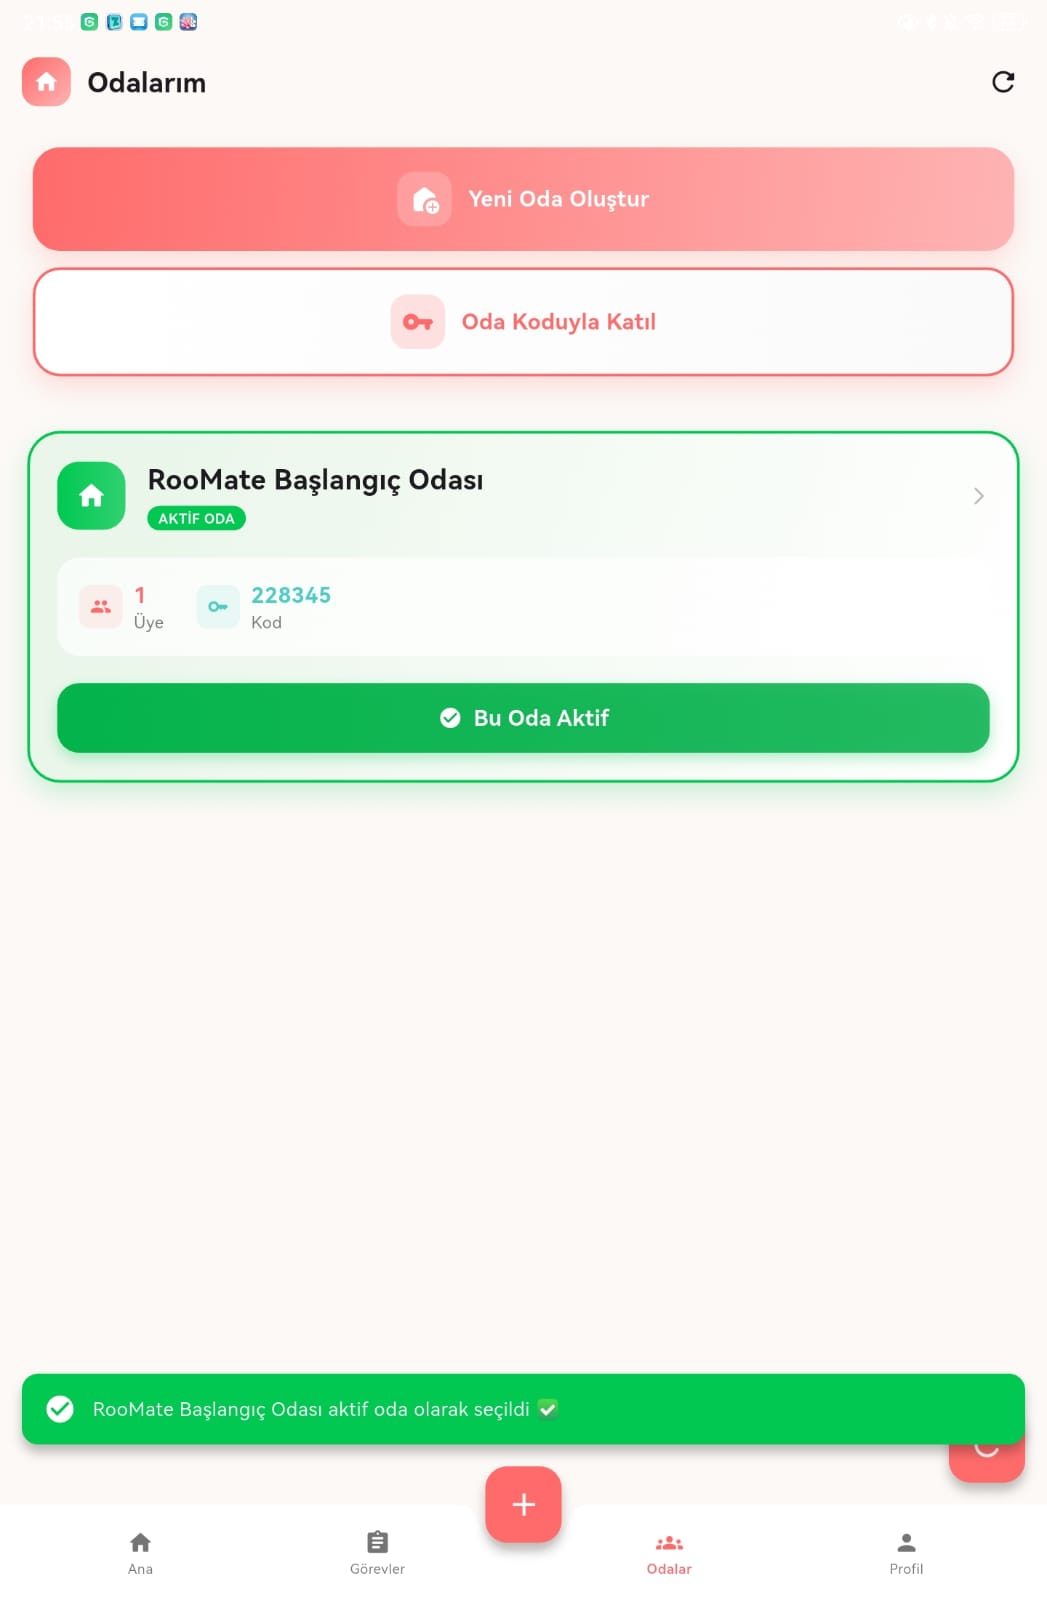 Odalarım
Yeni Oda Oluştur
Oda Koduyla Katıl
RooMate Başlangıç Odası
AKTİF ODA
1
Üye
228345
Kod
Bu Oda Aktif
RooMate Başlangıç Odası aktif oda olarak seçildi ✅
Ana
Görevler
Odalar
Profil